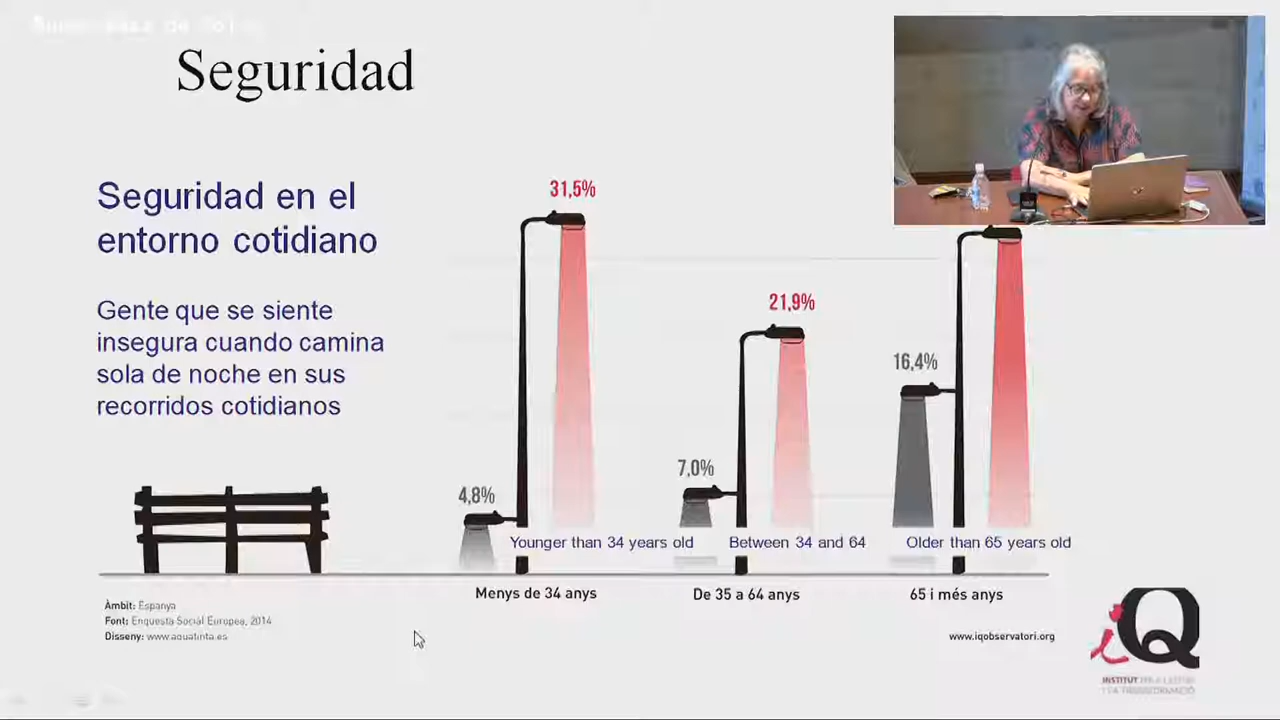 Seguridad
Seguridad en el
entorno cotidiano
Gente que se siente
insegura cuando camina
sola de noche en sus
recorridos cotidianos
31,5%
21,9%
16,4%
7,0%
4,8%
Younger than 34 years old
Between 34 and 64
Older than 65 years old
Menys de 34 anys
De 35 a 64 anys
65 i més anys
Àmbit: Espanya
Font: Enquesta Social Europea, 2014
Disseny: www.aquatinta.es
www.iqobservatori.org
iQ
INSTITUT